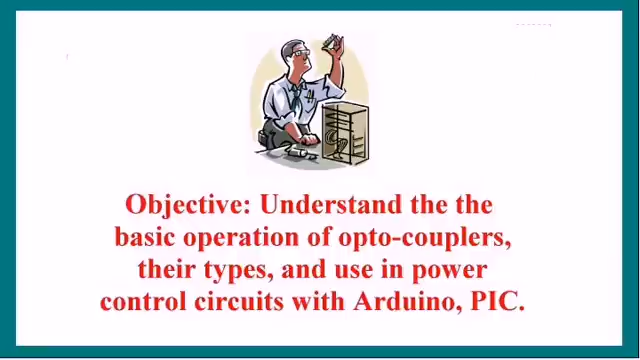 Objective: Understand the the
basic operation of opto-couplers,
their types, and use in power
control circuits with Arduino, PIC.